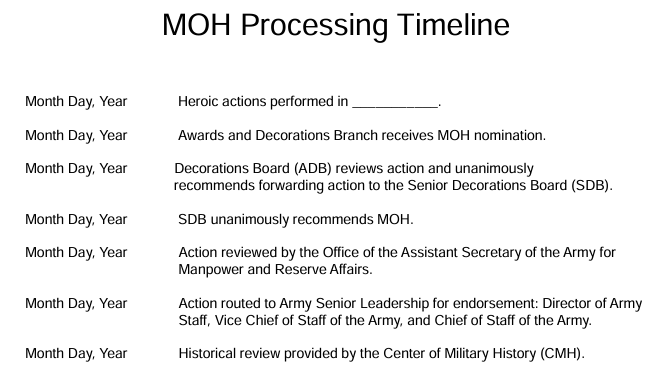 MOH Processing Timeline
Month Day, Year Heroic actions performed in ___________.
Month Day, Year Awards and Decorations Branch receives MOH nomination.
Month Day, Year Decorations Board (ADB) reviews action and unanimously
recommends forwarding action to the Senior Decorations Board (SDB).
Month Day, Year SDB unanimously recommends MOH.
Month Day, Year Action reviewed by the Office of the Assistant Secretary of the Army for
Manpower and Reserve Affairs.
Month Day, Year Action routed to Army Senior Leadership for endorsement: Director of Army
Staff, Vice Chief of Staff of the Army, and Chief of Staff of the Army.
Month Day, Year Historical review provided by the Center of Military History (CMH).